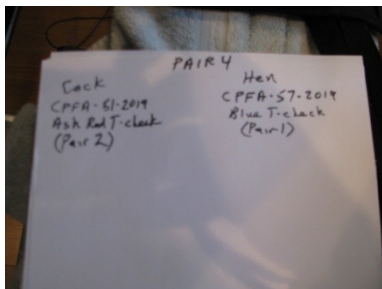 PAIR 4
Cock
CPFA-51-2019
Ash Red T-check
(Pair 2)
Hen
CPFA-57-2019
Blue T-check
(Pair 1)